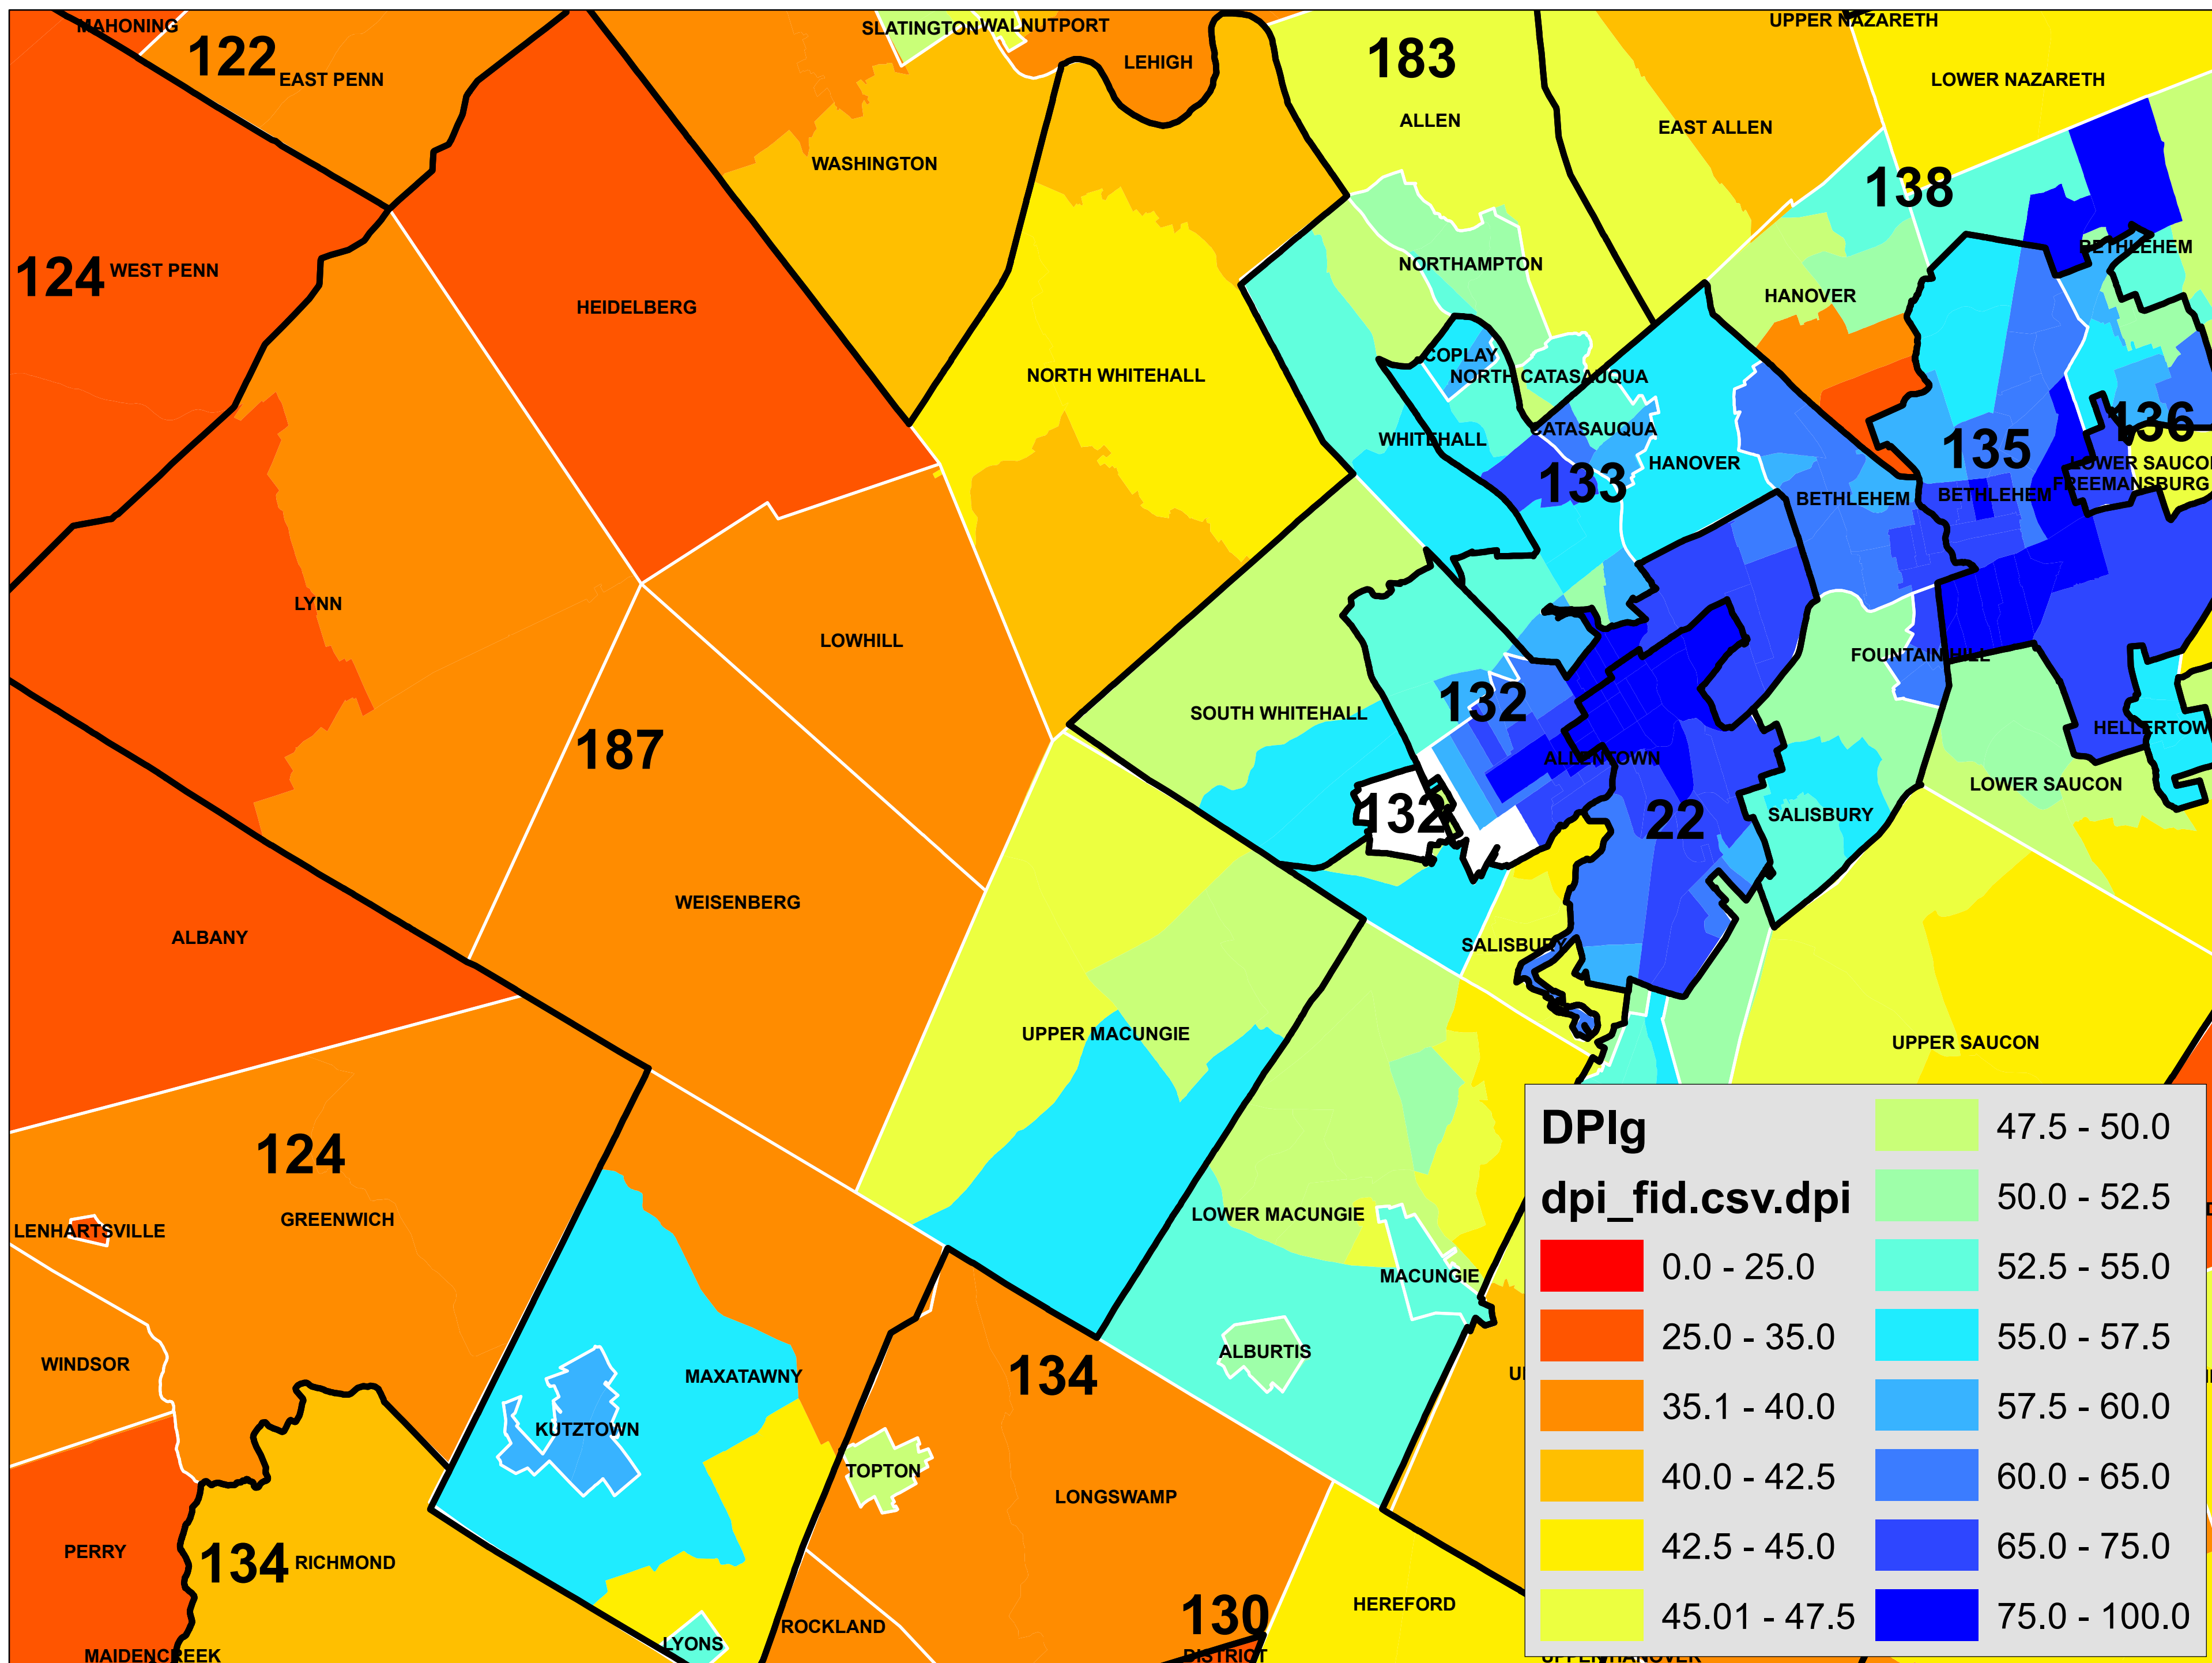 MAHONING
122
EAST PENN
SLATINGTON
WALNUTPORT
LEHIGH
183
ALLEN
UPPER NAZARETH
LOWER NAZARETH
EAST ALLEN
WASHINGTON
138
124
WEST PENN
HEIDELBERG
NORTHAMPTON
BETHLEHEM
HANOVER
COPLAY
NORTH WHITEHALL
NORTH CATASAUQUA
WHITEHALL
CATASAUQUA
136
135
HANOVER
133
LOWER SAUCON
FREEMANSBURG
BETHLEHEM
BETHLEHEM
LYNN
LOWHILL
FOUNTAIN HILL
132
SOUTH WHITEHALL
187
HELLERTOW
ALLENTOWN
LOWER SAUCON
132
22
SALISBURY
WEISENBERG
ALBANY
SALISBURY
UPPER MACUNGIE
UPPER SAUCON
124
GREENWICH
LENHARTSVILLE
LOWER MACUNGIE
MACUNGIE
WINDSOR
ALBURTIS
MAXATAWNY
134
KUTZTOWN
TOPTON
LONGSWAMP
PERRY
134
RICHMOND
130
HEREFORD
ROCKLAND
LYONS
MAIDENCREEK
DISTRICT
UPPER HANOVER
DPIg
dpi_fid.csv.dpi
0.0 - 25.0
25.0 - 35.0
35.1 - 40.0
40.0 - 42.5
42.5 - 45.0
45.01 - 47.5
47.5 - 50.0
50.0 - 52.5
52.5 - 55.0
55.0 - 57.5
57.5 - 60.0
60.0 - 65.0
65.0 - 75.0
75.0 - 100.0